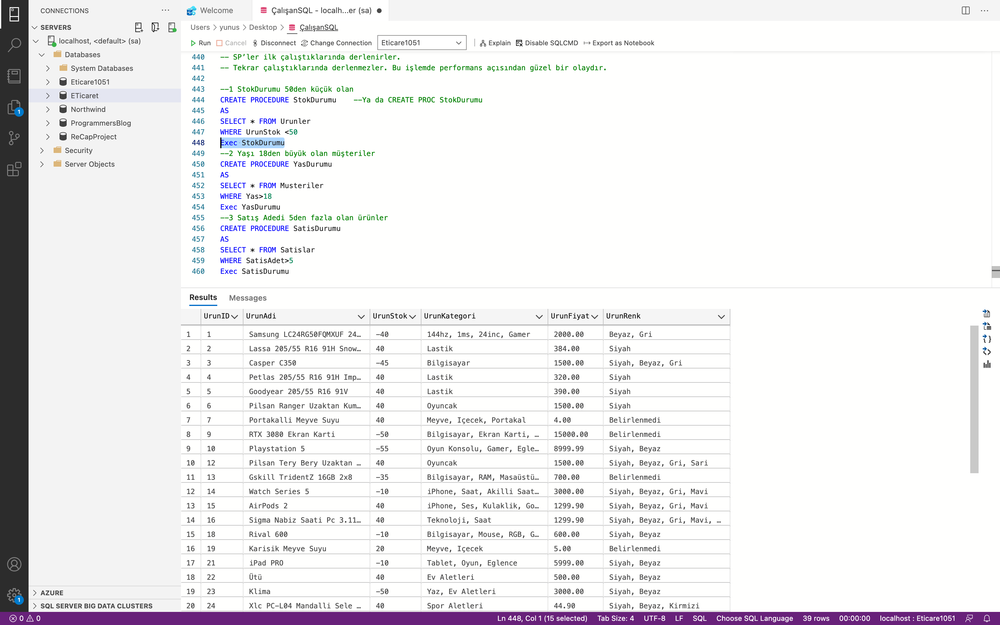 CONNECTIONS
Welcome
ÇalışanSQL - localh...er (sa)
SERVERS
localhost, <default> (sa)
Databases
System Databases
Eticare1051
ETicaret
Northwind
ProgrammersBlog
ReCapProject
Security
Server Objects
AZURE
SQL SERVER BIG DATA CLUSTERS
1
1
Users > yunus > Desktop > ÇalışanSQL
Run Cancel Disconnect Change Connection Eticare1051 Explain Disable SQLCMD Export as Notebook
440 -- SP’ler ilk çalıştıklarında derlenirler.
441 -- Tekrar çalıştıklarında derlenmezler. Bu işlemde performans açısından güzel bir olaydır.
442
443 --1 StokDurumu 50den küçük olan
444 CREATE PROCEDURE StokDurumu --Ya da CREATE PROC StokDurumu
445 AS
446 SELECT * FROM Urunler
447 WHERE UrunStok <50
448 Exec StokDurumu
449 --2 Yaşı 18den büyük olan müşteriler
450 CREATE PROCEDURE YasDurumu
451 AS
452 SELECT * FROM Musteriler
453 WHERE Yas>18
454 Exec YasDurumu
455 --3 Satış Adedi 5den fazla olan ürünler
456 CREATE PROCEDURE SatisDurumu
457 AS
458 SELECT * FROM Satislar
459 WHERE SatisAdet>5
460 Exec SatisDurumu
Results Messages
UrunID UrunAdi UrunStok UrunKategori UrunFiyat UrunRenk
1 1 Samsung LC24RG50FQMXUF 24… -40 144hz, 1ms, 24inc, Gamer 2000.00 Beyaz, Gri
2 2 Lassa 205/55 R16 91H Snow… 40 Lastik 384.00 Siyah
3 3 Casper C350 -45 Bilgisayar 1500.00 Siyah, Beyaz, Gri
4 4 Petlas 205/55 R16 91H Imp… 40 Lastik 320.00 Siyah
5 5 Goodyear 205/55 R16 91V 40 Lastik 390.00 Siyah
6 6 Pilsan Ranger Uzaktan Kum… 40 Oyuncak 1500.00 Siyah
7 7 Portakalli Meyve Suyu 40 Meyve, Içecek, Portakal 4.00 Belirlenmedi
8 9 RTX 3080 Ekran Karti -50 Bilgisayar, Ekran Karti, … 15000.00 Belirlenmedi
9 10 Playstation 5 -55 Oyun Konsolu, Gamer, Egle… 8999.99 Siyah, Beyaz
10 12 Pilsan Tery Bery Uzaktan … 40 Oyuncak 1500.00 Siyah, Beyaz, Gri, Sari
11 13 Gskill TridentZ 16GB 2x8 -35 Bilgisayar, RAM, Masaüstü… 700.00 Belirlenmedi
12 14 Watch Series 5 -10 iPhone, Saat, Akilli Saat… 3000.00 Siyah, Beyaz, Gri, Mavi
13 15 AirPods 2 40 iPhone, Ses, Kulaklik, Go… 1299.90 Siyah, Beyaz, Gri, Mavi
14 16 Sigma Nabiz Saati Pc 3.11… 40 Teknoloji, Saat 1299.90 Siyah, Beyaz, Gri, Mavi, …
15 18 Rival 600 -10 Bilgisayar, Mouse, RGB, G… 600.00 Siyah, Beyaz
16 19 Karisik Meyve Suyu 20 Meyve, Içecek 5.00 Belirlenmedi
17 21 iPad PRO -10 Tablet, Oyun, Eglence 5999.00 Siyah, Beyaz
18 22 Ütü 40 Ev Aletleri 500.00 Siyah, Beyaz
19 23 Klima -50 Yaz, Ev Aletleri 3000.00 Siyah, Beyaz
20 24 Xlc PC-L04 Mandalli Sele … 40 Spor Aletleri 44.90 Siyah, Beyaz, Kirmizi
0 0 Ln 448, Col 1 (15 selected) Tab Size: 4 UTF-8 LF SQL Choose SQL Language 39 rows 00:00:00 localhost : Eticare1051